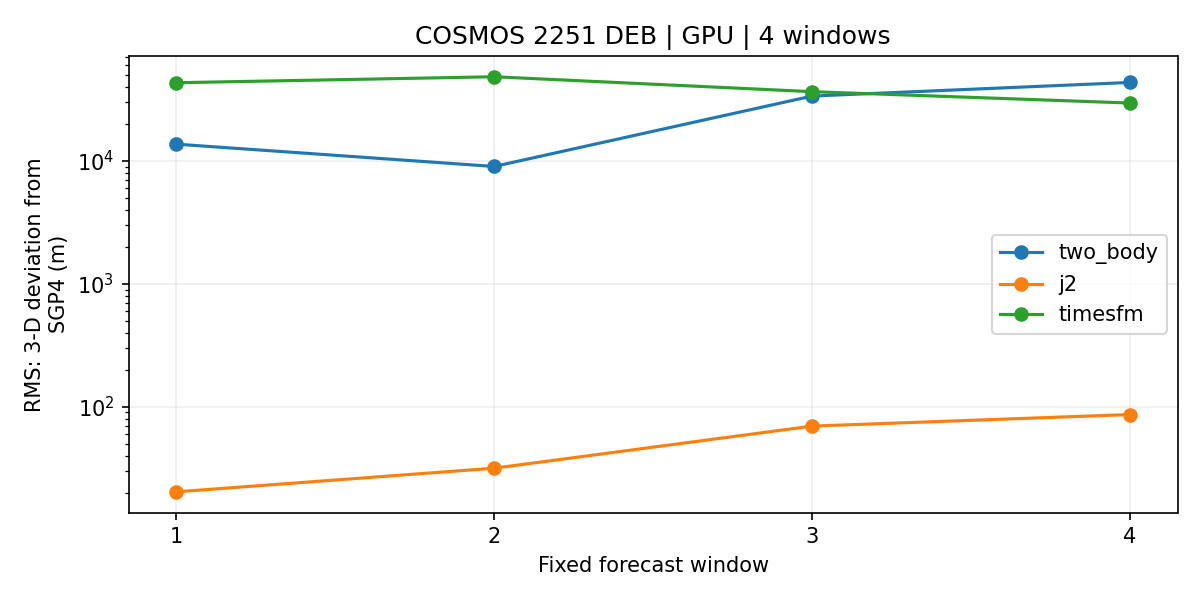 COSMOS 2251 DEB | GPU | 4 windows
RMS: 3-D deviation from
SGP4 (m)
10⁴
10³
10²
two_body
j2
timesfm
1 2 3 4
Fixed forecast window